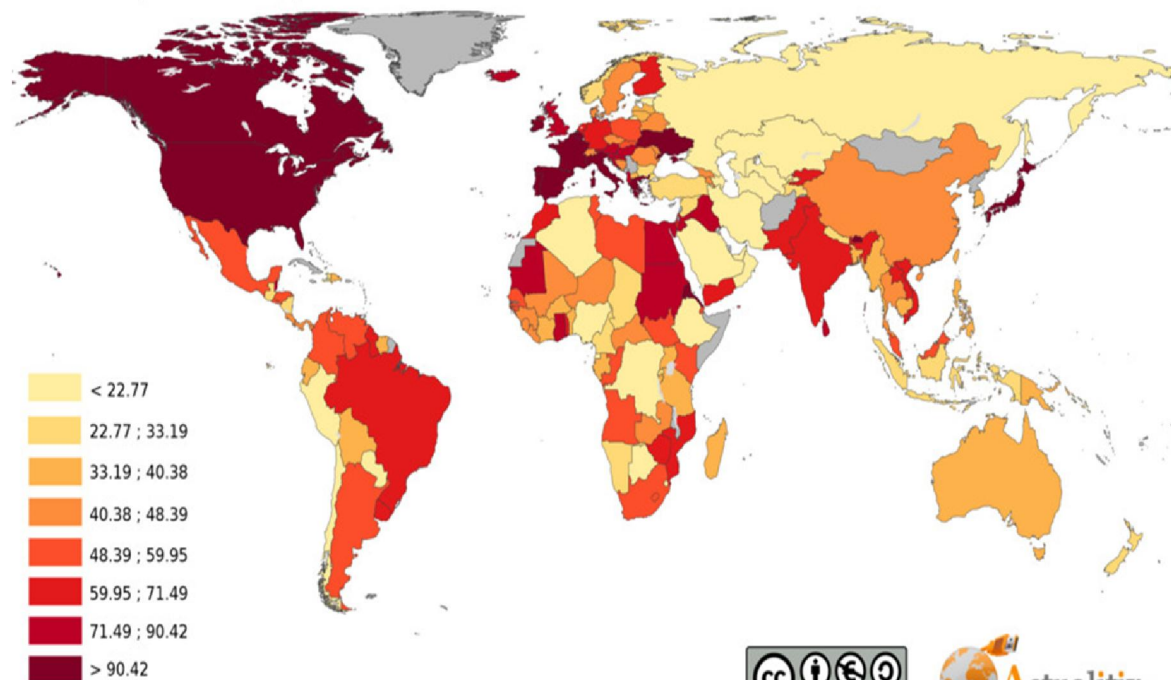 < 22.77
22.77 ; 33.19
33.19 ; 40.38
40.38 ; 48.39
48.39 ; 59.95
59.95 ; 71.49
71.49 ; 90.42
> 90.42
cc